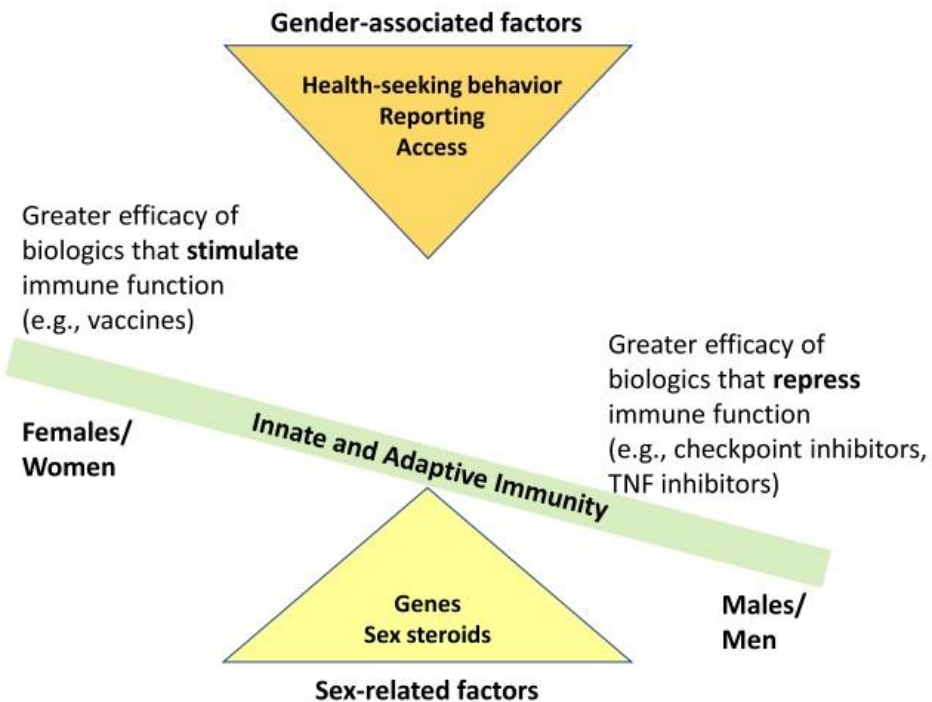 Gender-associated factors
Health-seeking behavior
Reporting
Access
Greater efficacy of
biologics that stimulate
immune function
(e.g., vaccines)
Greater efficacy of
biologics that repress
immune function
(e.g., checkpoint inhibitors,
TNF inhibitors)
Females/
Women
Innate and Adaptive Immunity
Genes
Sex steroids
Males/
Men
Sex-related factors